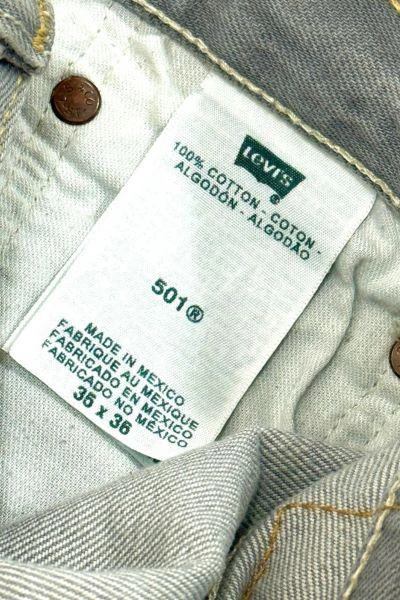 Levi's
®
100% COTTON - COTON -
ALGODÓN - ALGODÃO
501®
MADE IN MEXICO
FABRIQUE AU MEXIQUE
FABRICADO EN MEXICO
FABRICADO NO MÉXICO
36 x 36